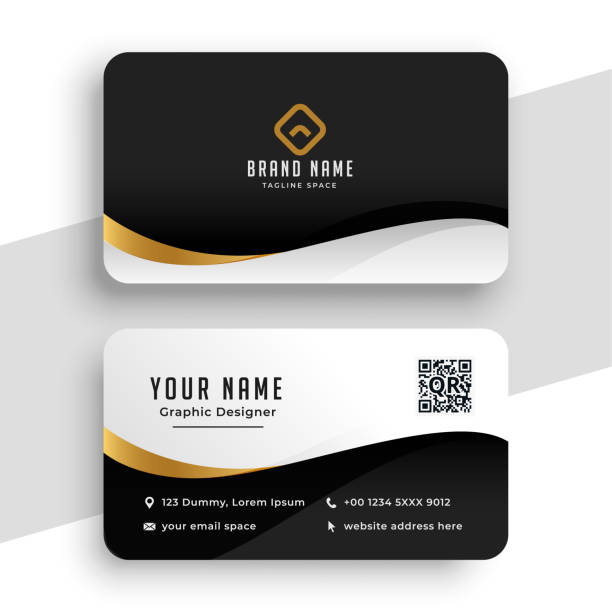 BRAND NAME
TAGLINE SPACE
YOUR NAME
Graphic Designer
QR
123 Dummy, Lorem Ipsum
+00 1234 5XXX 9012
your email space
website address here